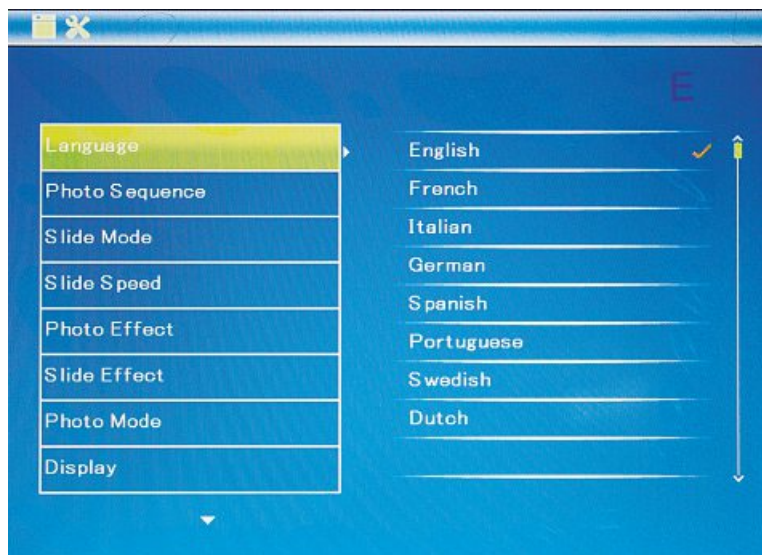 E
Language
Photo Sequence
Slide Mode
Slide Speed
Photo Effect
Slide Effect
Photo Mode
Display
English
French
Italian
German
Spanish
Portuguese
Swedish
Dutch